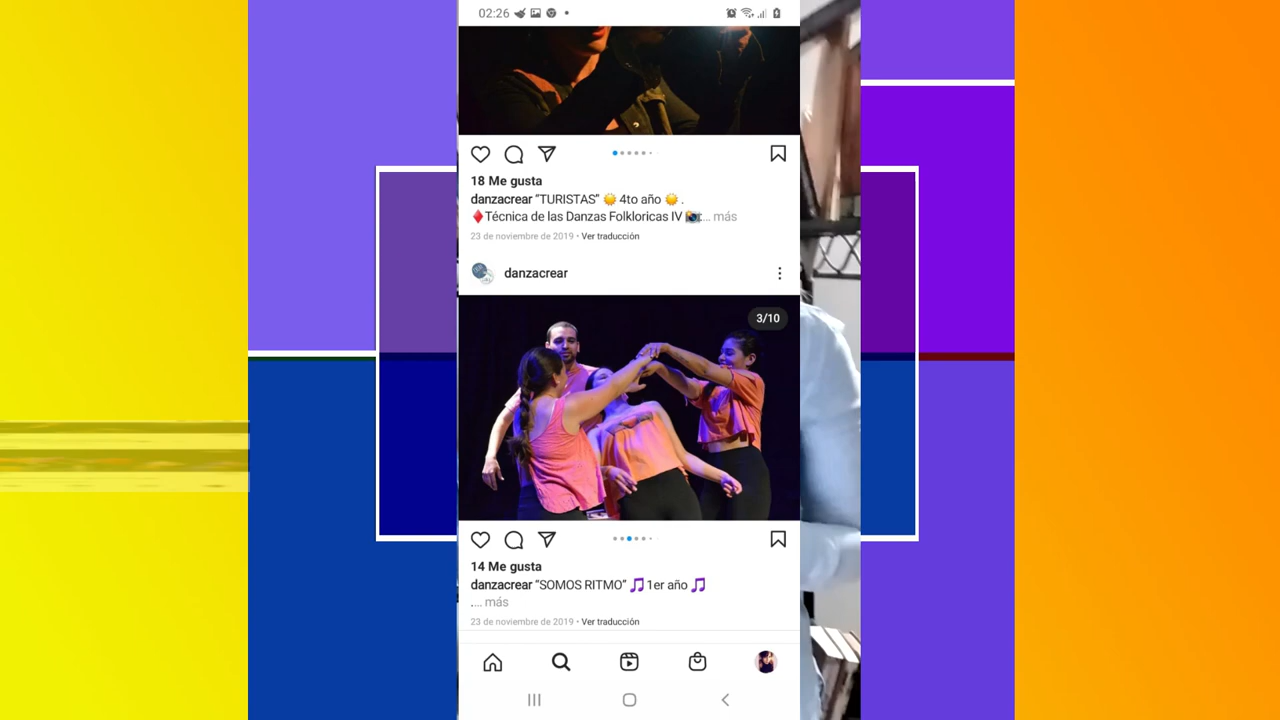 02:26
18 Me gusta
danzacrear "TURISTAS" ☀️ 4to año ☀️ .
♦️Técnica de las Danzas Folkloricas IV 📸... más
23 de noviembre de 2019 • Ver traducción
danzacrear
3/10
14 Me gusta
danzacrear "SOMOS RITMO" 🎵 1er año 🎵
.... más
23 de noviembre de 2019 • Ver traducción